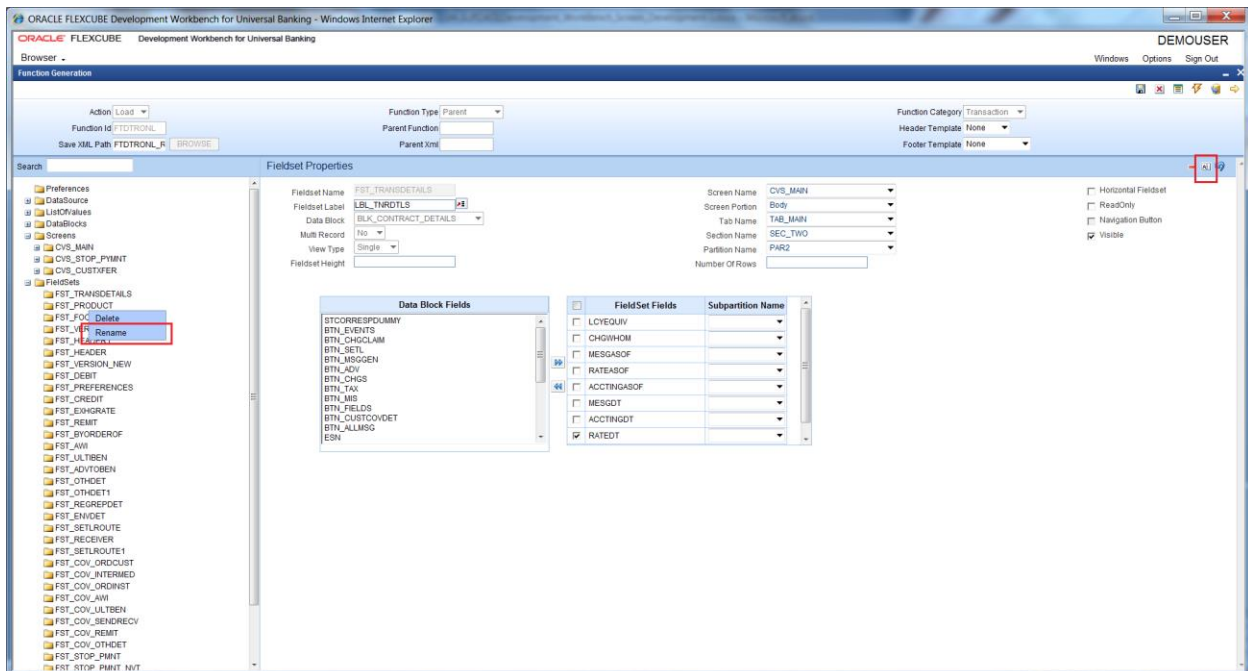 ORACLE FLEXCUBE Development Workbench for Universal Banking - Windows Internet Explorer
ORACLE FLEXCUBE Development Workbench for Universal Banking
DEMOUSER
Browser
Windows Options Sign Out
Function Generation
Action Load
Function Type Parent
Function Category Transaction
Function Id FTDTRONL
Parent Function
Header Template None
Save XML Path FTDTRONL_R BROWSE
Parent Xml
Footer Template None
Search
Preferences
DataSource
ListOfValues
DataBlocks
Screens
CVS_MAIN
CVS_STOP_PYMNT
CVS_CUSTXFER
FieldSets
FST_TRANSDETAILS
FST_PRODUCT
FST_FOO
Delete
FST_VER
Rename
FST_HEADER1
FST_HEADER
FST_VERSION_NEW
FST_DEBIT
FST_PREFERENCES
FST_CREDIT
FST_EXHGRATE
FST_REMIT
FST_BYORDEROF
FST_AWI
FST_ULTIBEN
FST_ADVTOBEN
FST_OTHDET
FST_OTHDET1
FST_REGREPDET
FST_ENVDET
FST_SETLROUTE
FST_RECEIVER
FST_SETLROUTE1
FST_COV_ORDCUST
FST_COV_INTERMED
FST_COV_ORDINST
FST_COV_AWI
FST_COV_ULTBEN
FST_COV_SENDRECV
FST_COV_REMIT
FST_COV_OTHDET
FST_STOP_PMNT
FST_STOP_PMNT_NVT
Fieldset Properties
Fieldset Name FST_TRANSDETAILS
Screen Name CVS_MAIN
Horizontal Fieldset
Fieldset Label LBL_TNRDTLS
Screen Portion Body
ReadOnly
Data Block BLK_CONTRACT_DETAILS
Tab Name TAB_MAIN
Navigation Button
Multi Record No
Section Name SEC_TWO
Visible
View Type Single
Partition Name PAR2
Fieldset Height
Number Of Rows
Data Block Fields
STCORRESPDUMMY
BTN_EVENTS
BTN_CHGCLAIM
BTN_SETL
BTN_MSGGEN
BTN_ADV
BTN_CHGS
BTN_TAX
BTN_MIS
BTN_FIELDS
BTN_CUSTCOVDET
BTN_ALLMSG
ESN
FieldSet Fields Subpartition Name
LCYEQUIV
CHGWHOM
MESGASOF
RATEASOF
ACCTINGASOF
MESGDT
ACCTINGDT
RATEDT